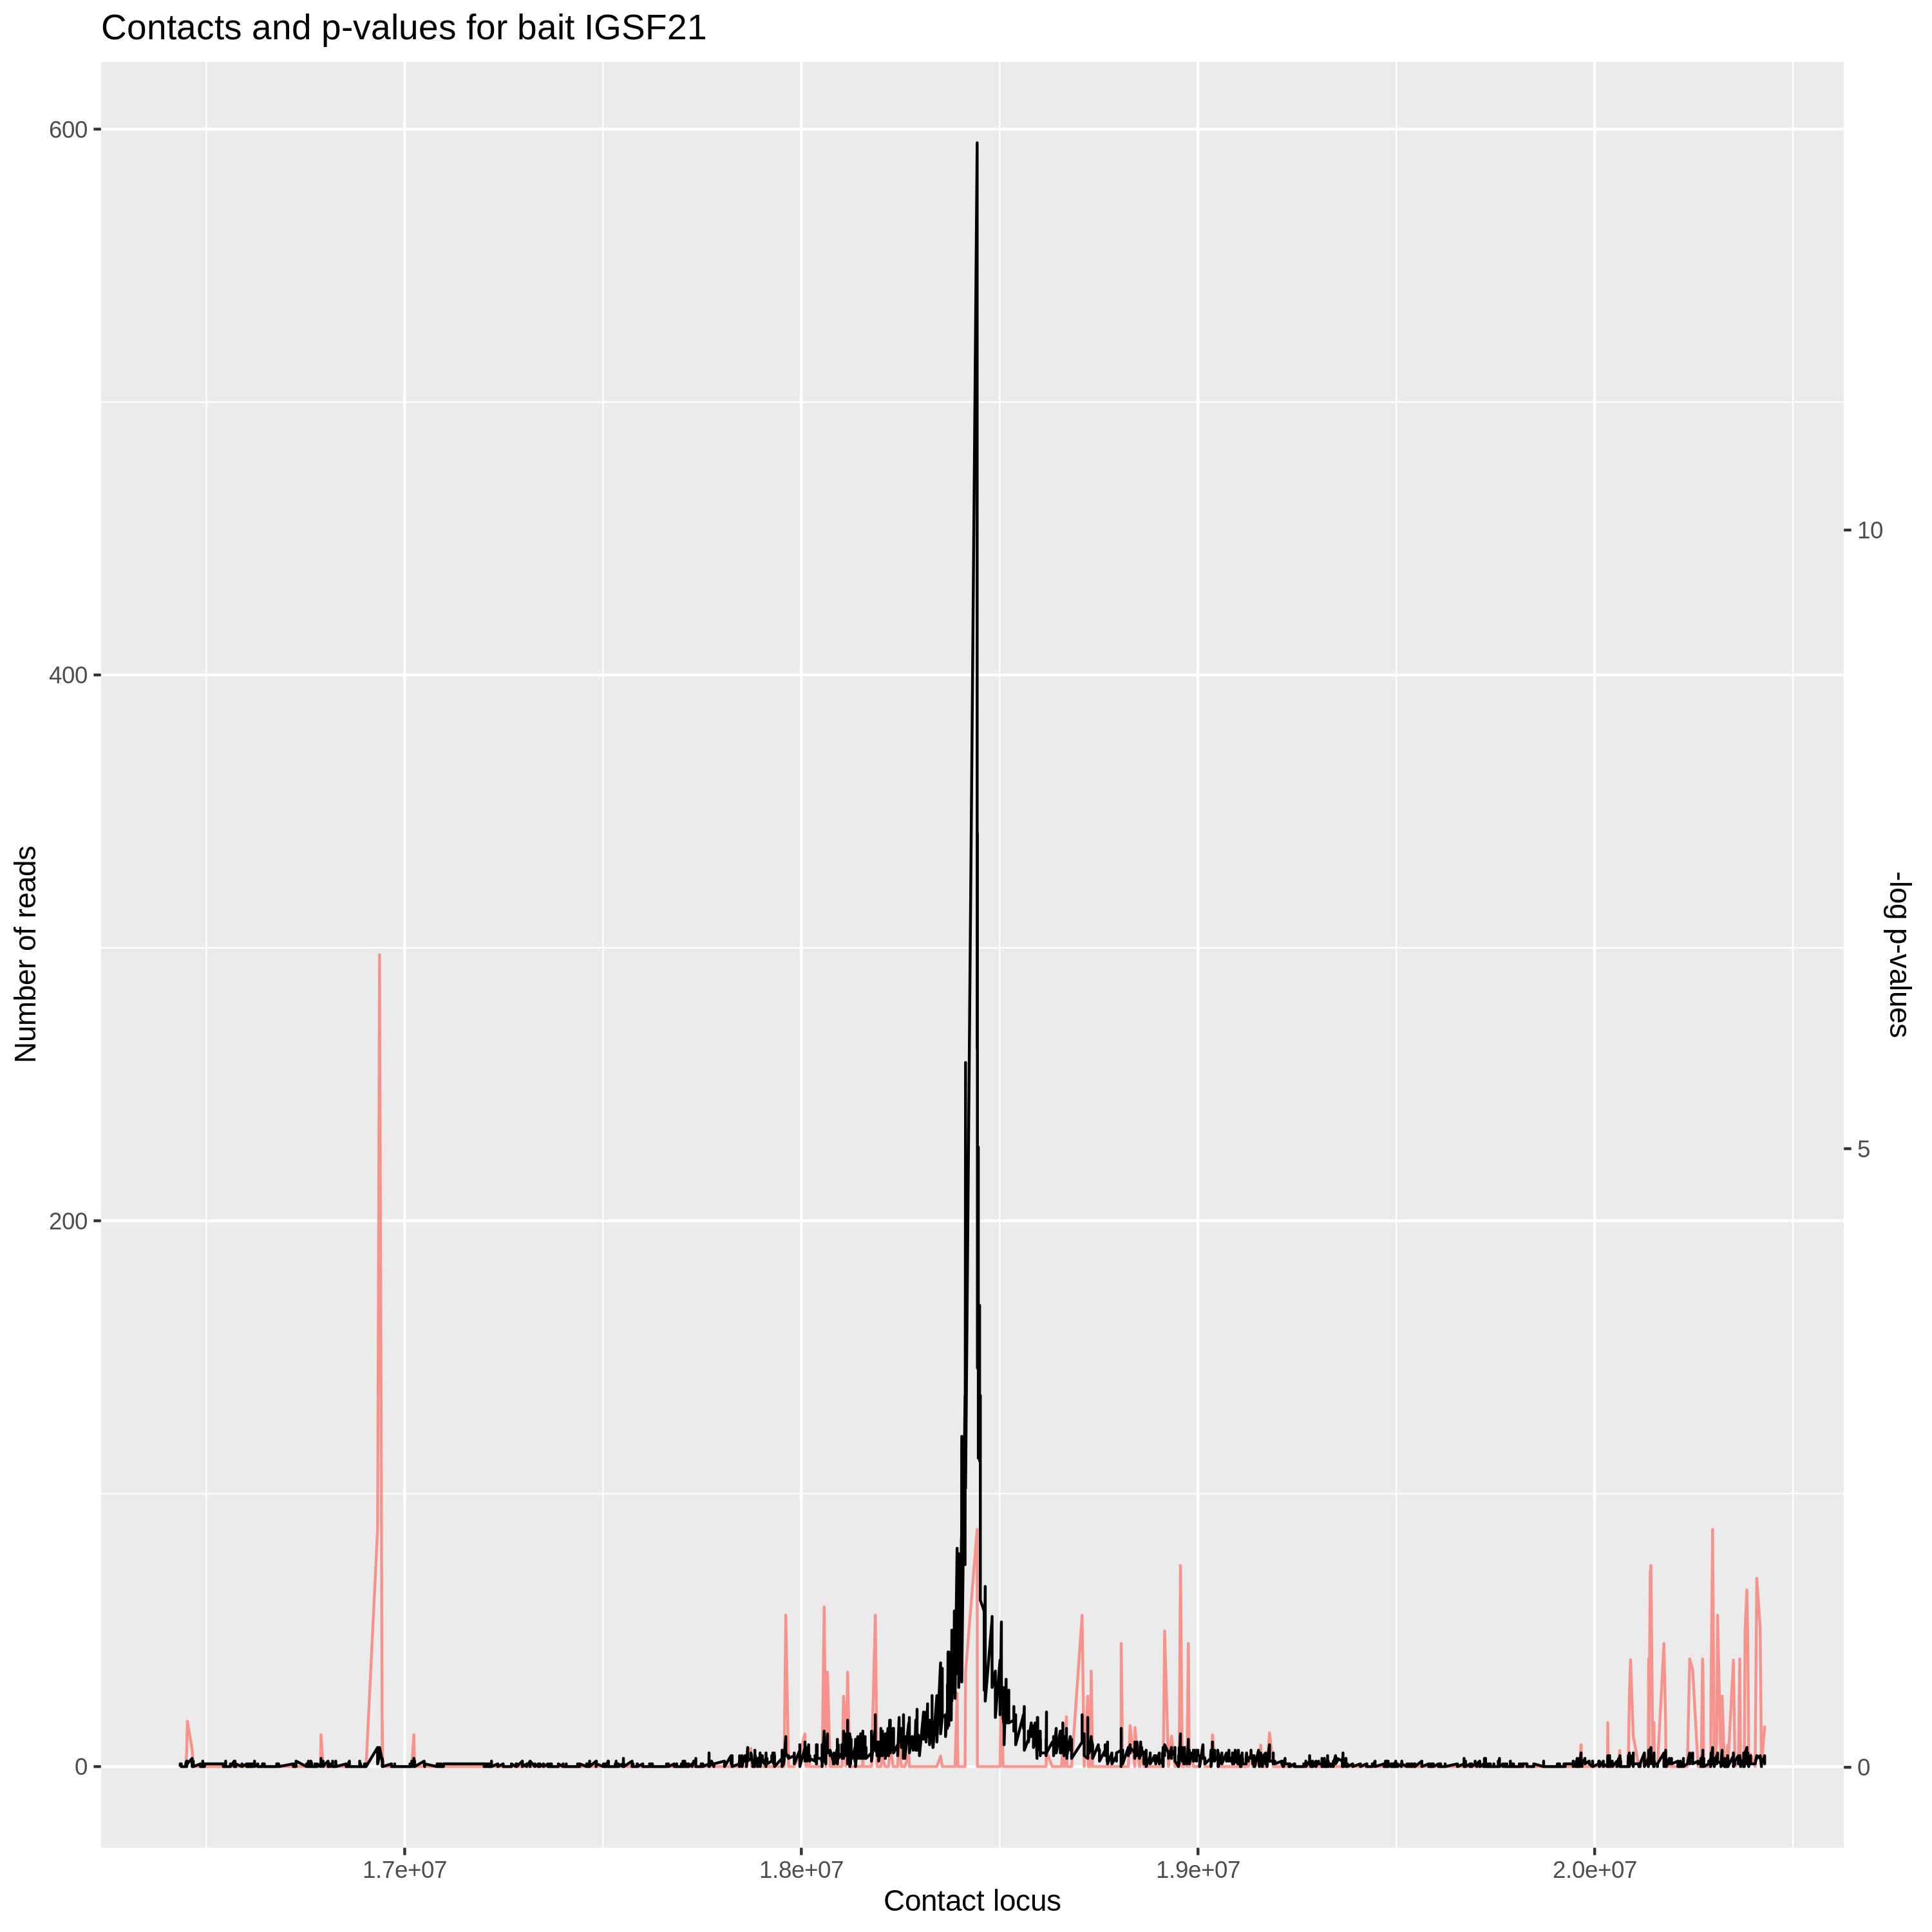 Contacts and p-values for bait IGSF21
600
400
200
0
Number of reads
10
5
0
-log p-values
1.7e+07
1.8e+07
1.9e+07
2.0e+07
Contact locus